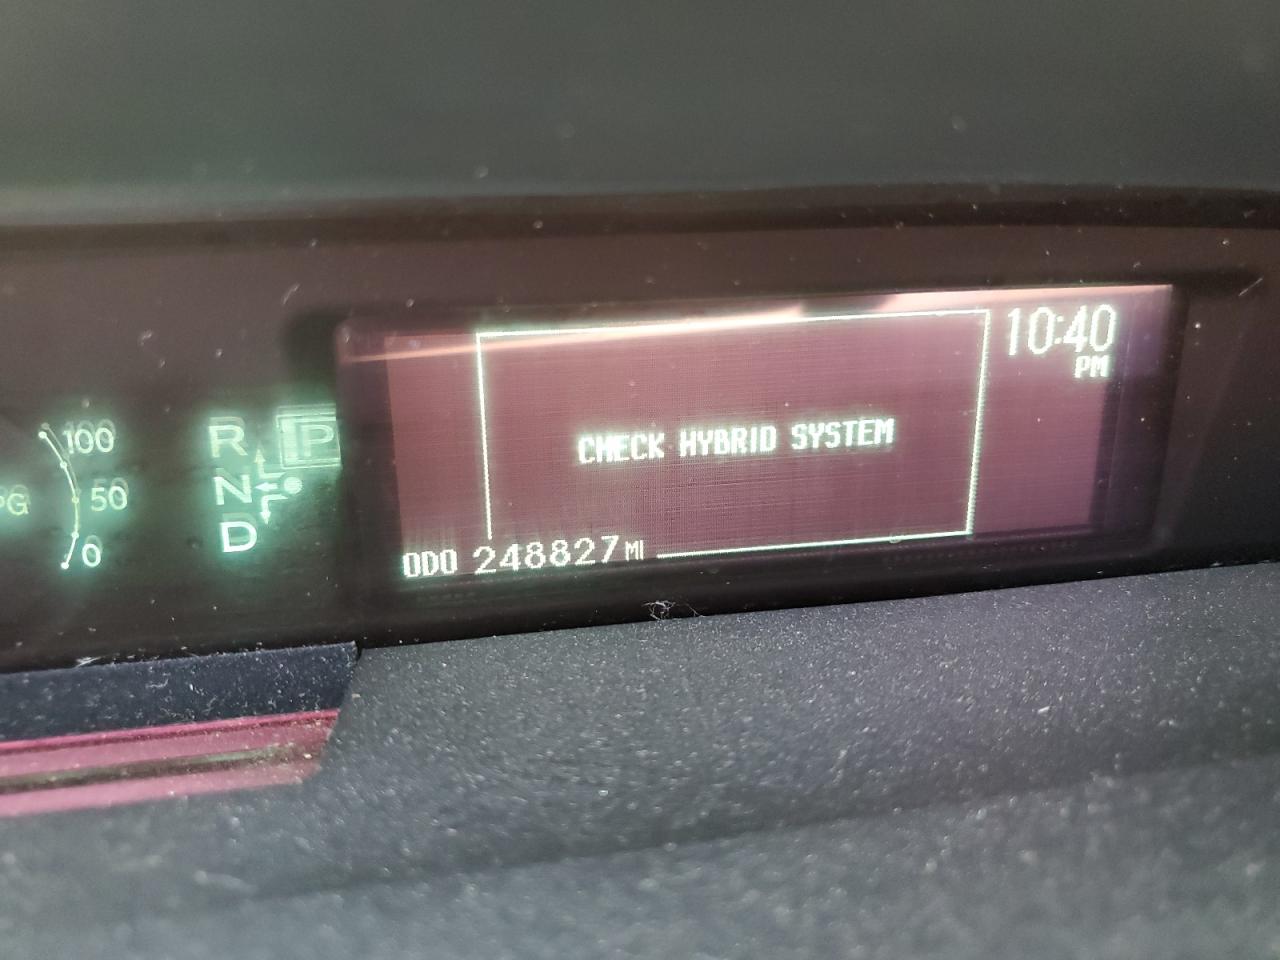 100
50
0
R P
N
D
10:40
PM
CHECK HYBRID SYSTEM
ODO 248827 MI